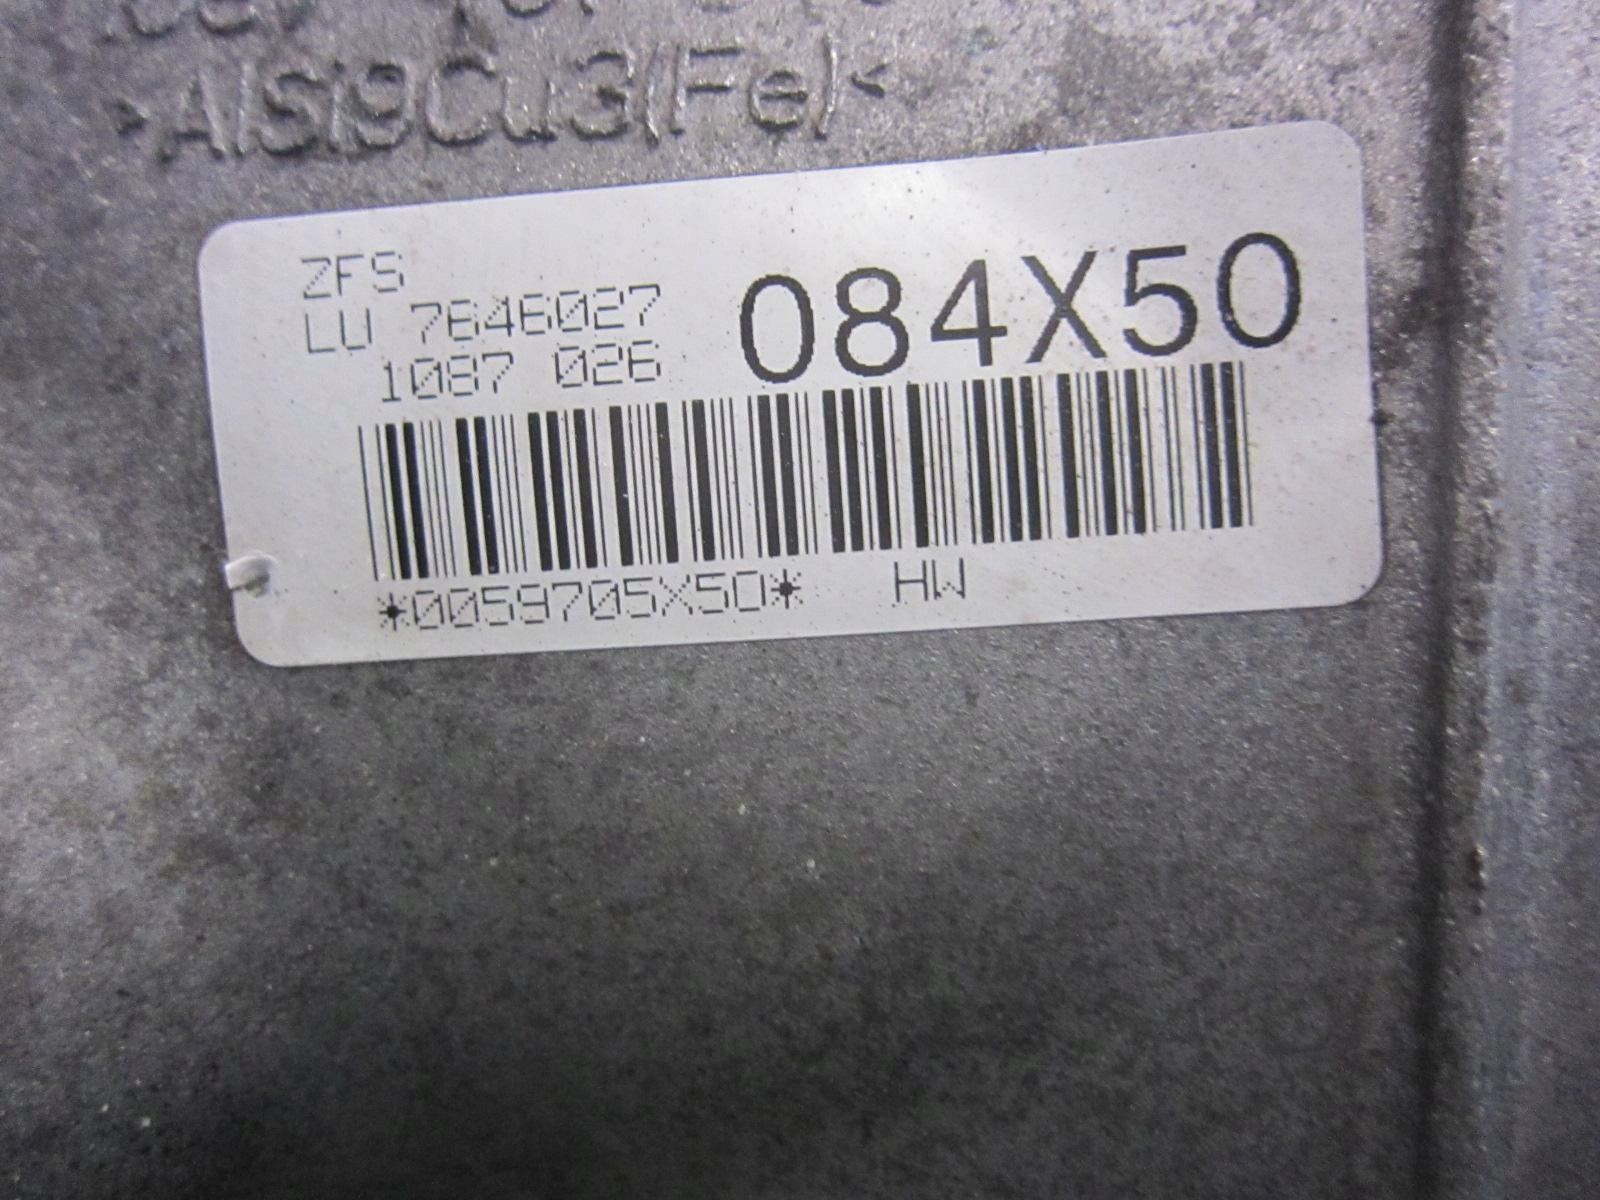 >AlSi9Cu3(Fe)<
ZFS
LU 7646027
1087 026
084X50
*0059705X50* HW